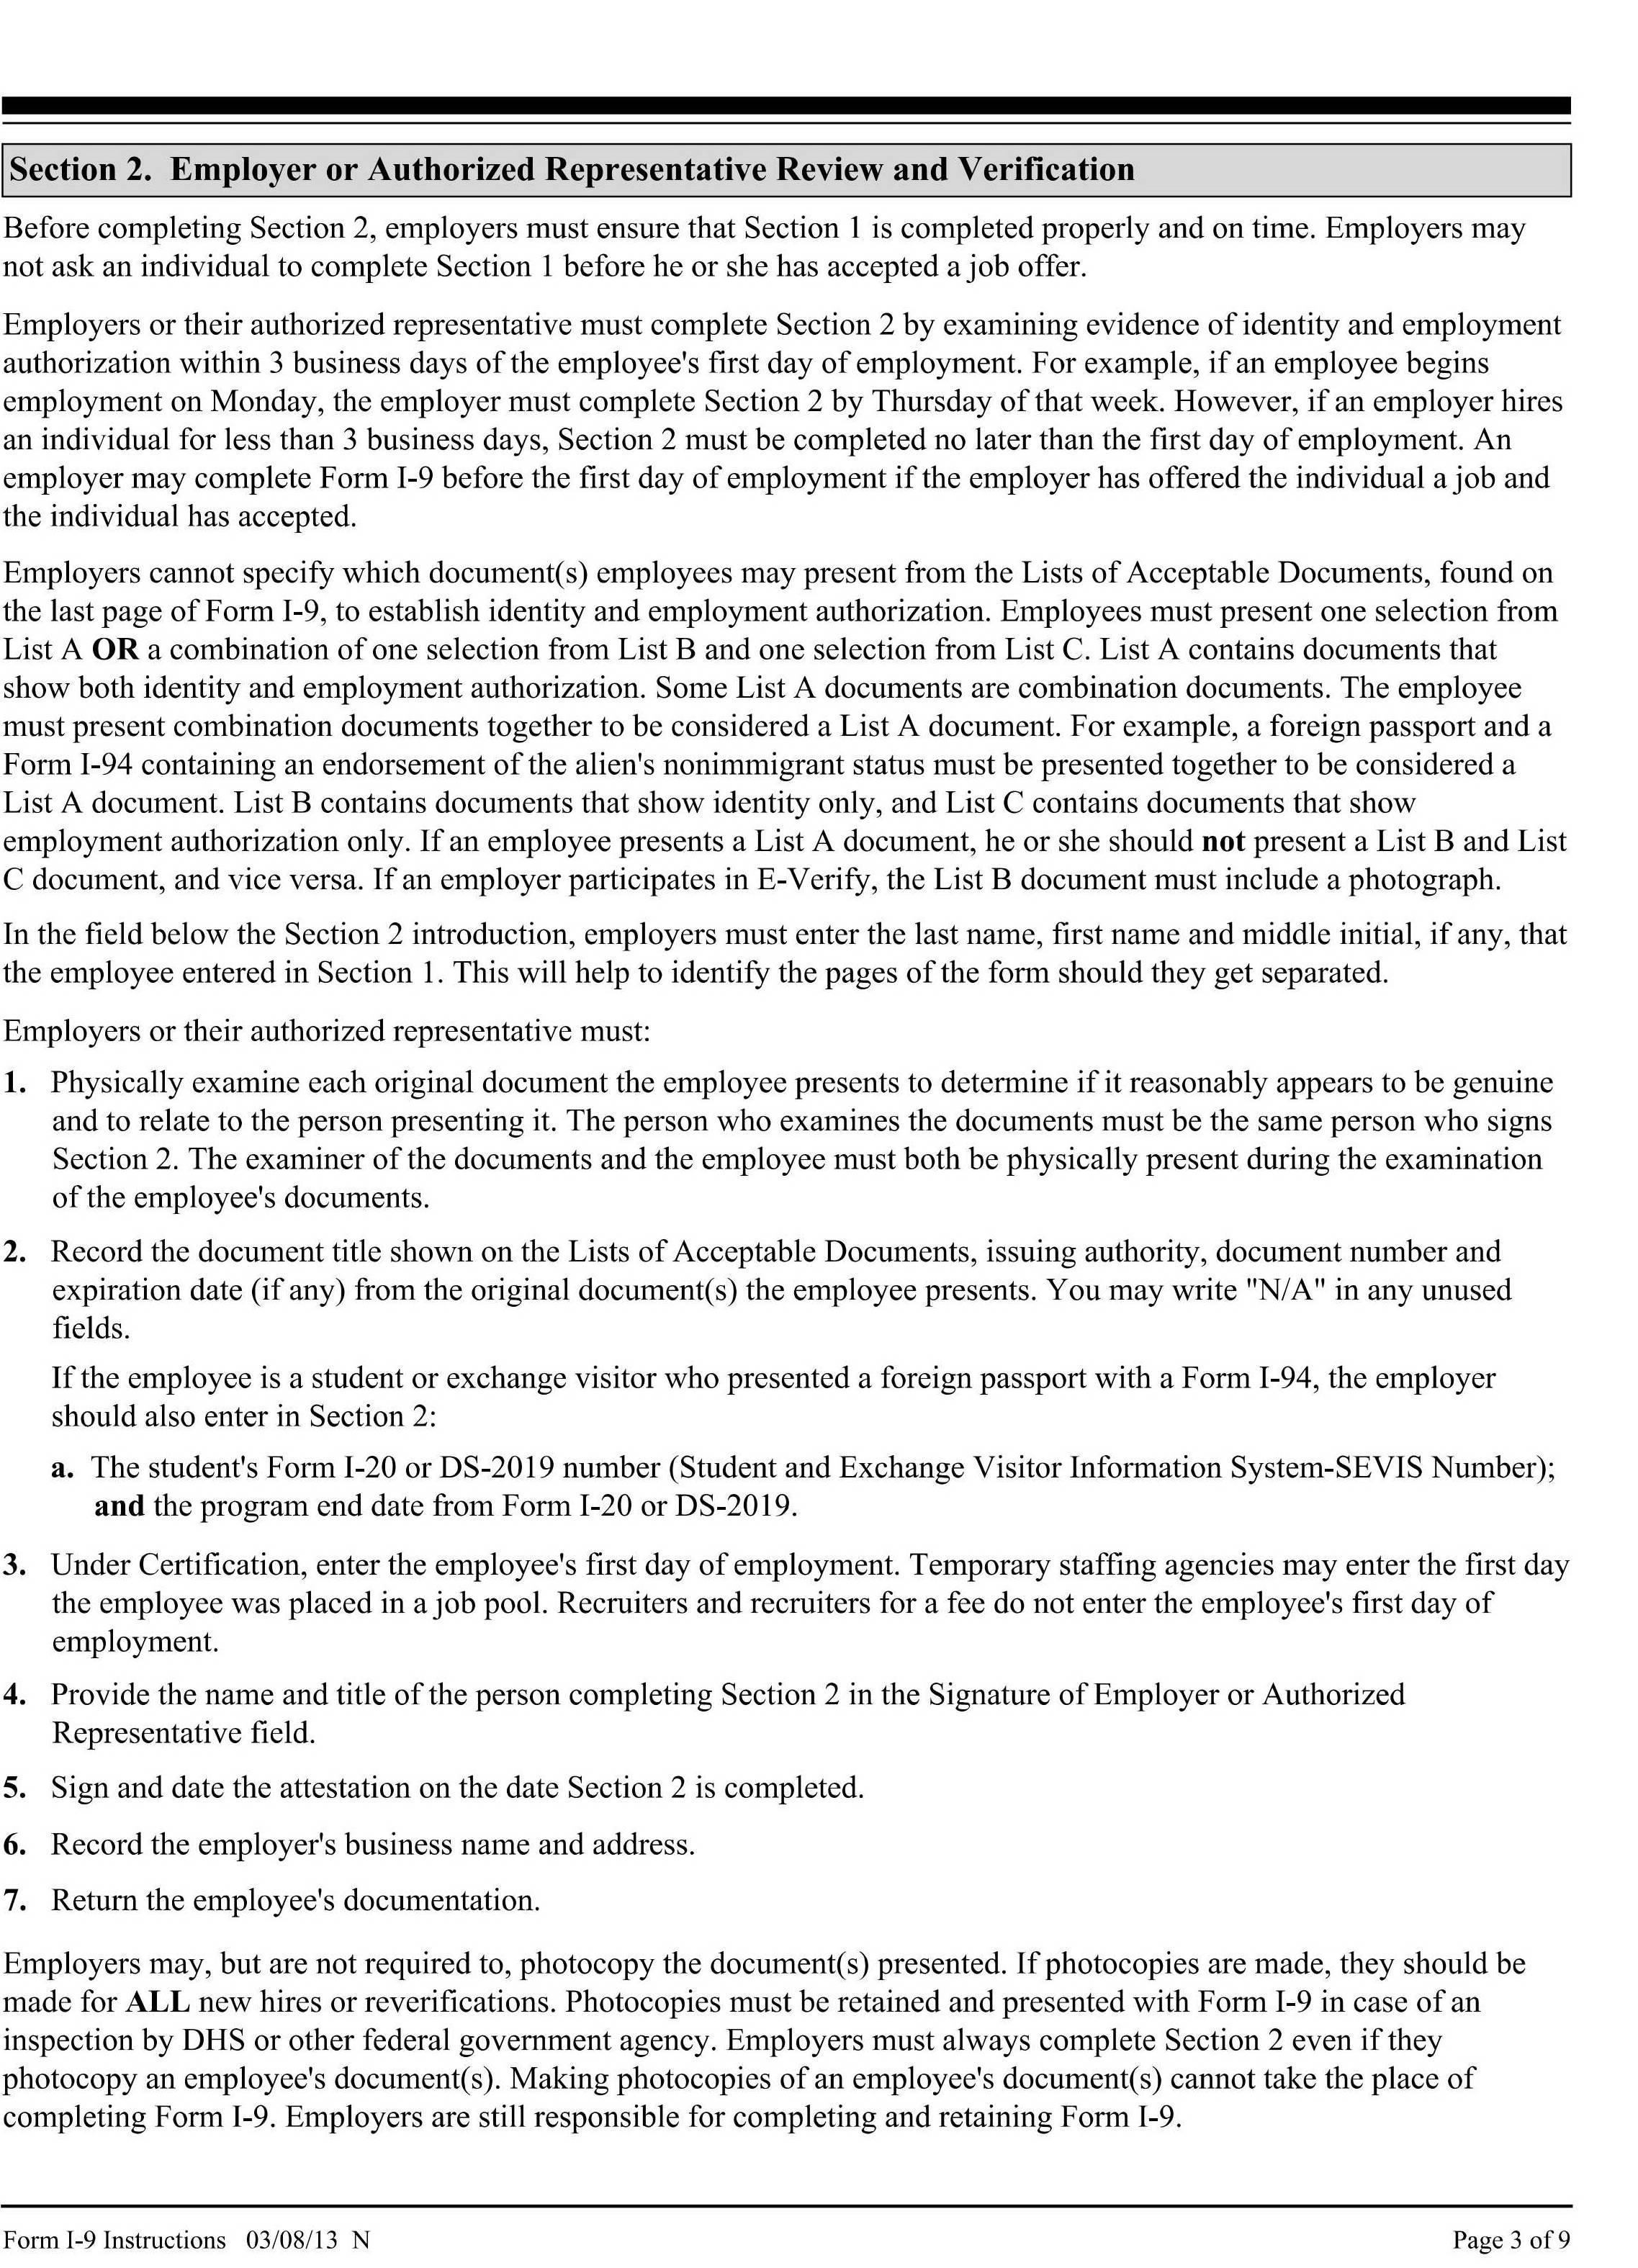 Section 2.  Employer or Authorized Representative Review and Verification
Before completing Section 2, employers must ensure that Section 1 is completed properly and on time. Employers may
not ask an individual to complete Section 1 before he or she has accepted a job offer.
Employers or their authorized representative must complete Section 2 by examining evidence of identity and employment
authorization within 3 business days of the employee's first day of employment. For example, if an employee begins
employment on Monday, the employer must complete Section 2 by Thursday of that week. However, if an employer hires
an individual for less than 3 business days, Section 2 must be completed no later than the first day of employment. An
employer may complete Form I-9 before the first day of employment if the employer has offered the individual a job and
the individual has accepted.
Employers cannot specify which document(s) employees may present from the Lists of Acceptable Documents, found on
the last page of Form I-9, to establish identity and employment authorization. Employees must present one selection from
List A OR a combination of one selection from List B and one selection from List C. List A contains documents that
show both identity and employment authorization. Some List A documents are combination documents. The employee
must present combination documents together to be considered a List A document. For example, a foreign passport and a
Form I-94 containing an endorsement of the alien's nonimmigrant status must be presented together to be considered a
List A document. List B contains documents that show identity only, and List C contains documents that show
employment authorization only. If an employee presents a List A document, he or she should not present a List B and List
C document, and vice versa. If an employer participates in E-Verify, the List B document must include a photograph.
In the field below the Section 2 introduction, employers must enter the last name, first name and middle initial, if any, that
the employee entered in Section 1. This will help to identify the pages of the form should they get separated.
Employers or their authorized representative must:
1. Physically examine each original document the employee presents to determine if it reasonably appears to be genuine
and to relate to the person presenting it. The person who examines the documents must be the same person who signs
Section 2. The examiner of the documents and the employee must both be physically present during the examination
of the employee's documents.
2. Record the document title shown on the Lists of Acceptable Documents, issuing authority, document number and
expiration date (if any) from the original document(s) the employee presents. You may write "N/A" in any unused
fields.
If the employee is a student or exchange visitor who presented a foreign passport with a Form I-94, the employer
should also enter in Section 2:
a. The student's Form I-20 or DS-2019 number (Student and Exchange Visitor Information System-SEVIS Number);
and the program end date from Form I-20 or DS-2019.
3. Under Certification, enter the employee's first day of employment. Temporary staffing agencies may enter the first day
the employee was placed in a job pool. Recruiters and recruiters for a fee do not enter the employee's first day of
employment.
4. Provide the name and title of the person completing Section 2 in the Signature of Employer or Authorized
Representative field.
5. Sign and date the attestation on the date Section 2 is completed.
6. Record the employer's business name and address.
7. Return the employee's documentation.
Employers may, but are not required to, photocopy the document(s) presented. If photocopies are made, they should be
made for ALL new hires or reverifications. Photocopies must be retained and presented with Form I-9 in case of an
inspection by DHS or other federal government agency. Employers must always complete Section 2 even if they
photocopy an employee's document(s). Making photocopies of an employee's document(s) cannot take the place of
completing Form I-9. Employers are still responsible for completing and retaining Form I-9.
Form I-9 Instructions   03/08/13  N
Page 3 of 9